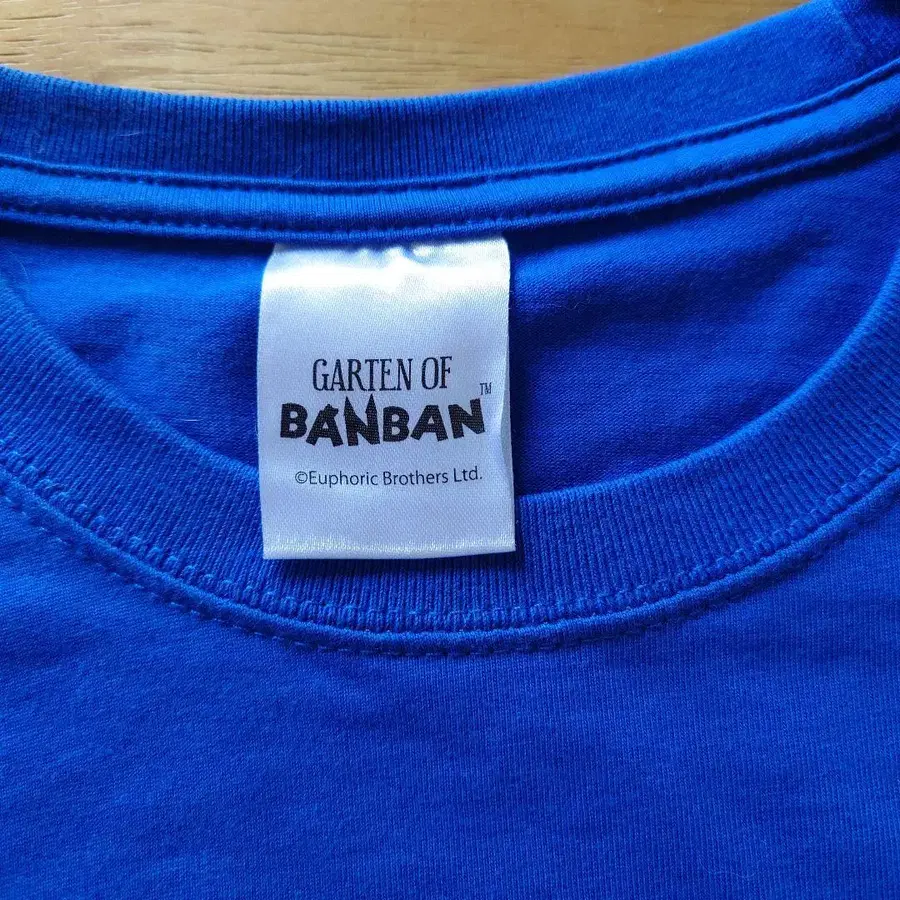 GARTEN OF
BANBAN™
©Euphoric Brothers Ltd.